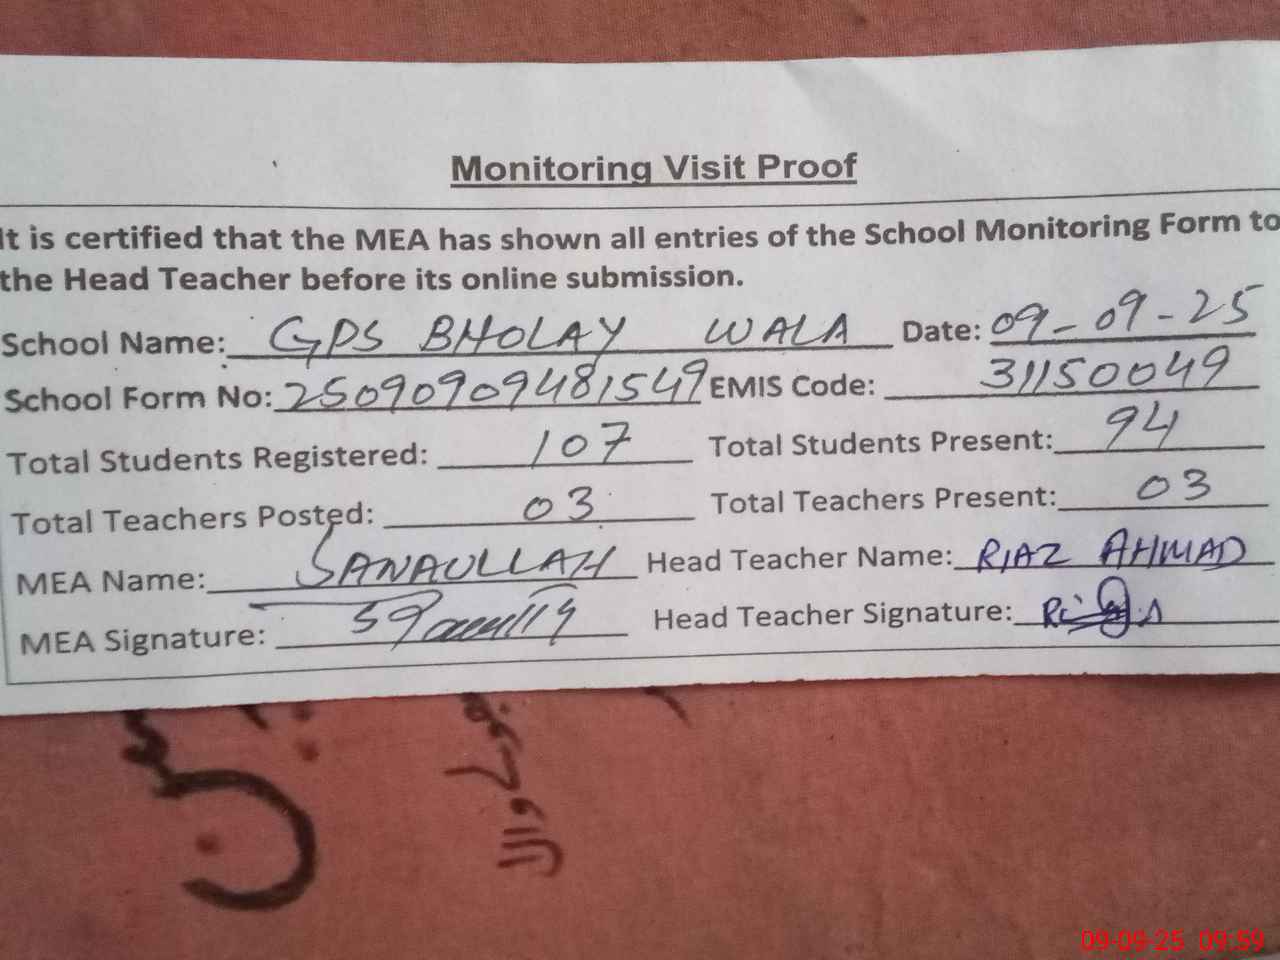 Monitoring Visit Proof
It is certified that the MEA has shown all entries of the School Monitoring Form to
the Head Teacher before its online submission.
School Name: GPS BHOLAY WALA Date: 09-09-25
School Form No: 25090909481549 EMIS Code: 31150049
Total Students Registered: 107 Total Students Present: 94
Total Teachers Posted: 03 Total Teachers Present: 03
MEA Name: SANAULLAH Head Teacher Name: RIAZ AHMAD
MEA Signature: Head Teacher Signature:
والا
09-09-25 09:59